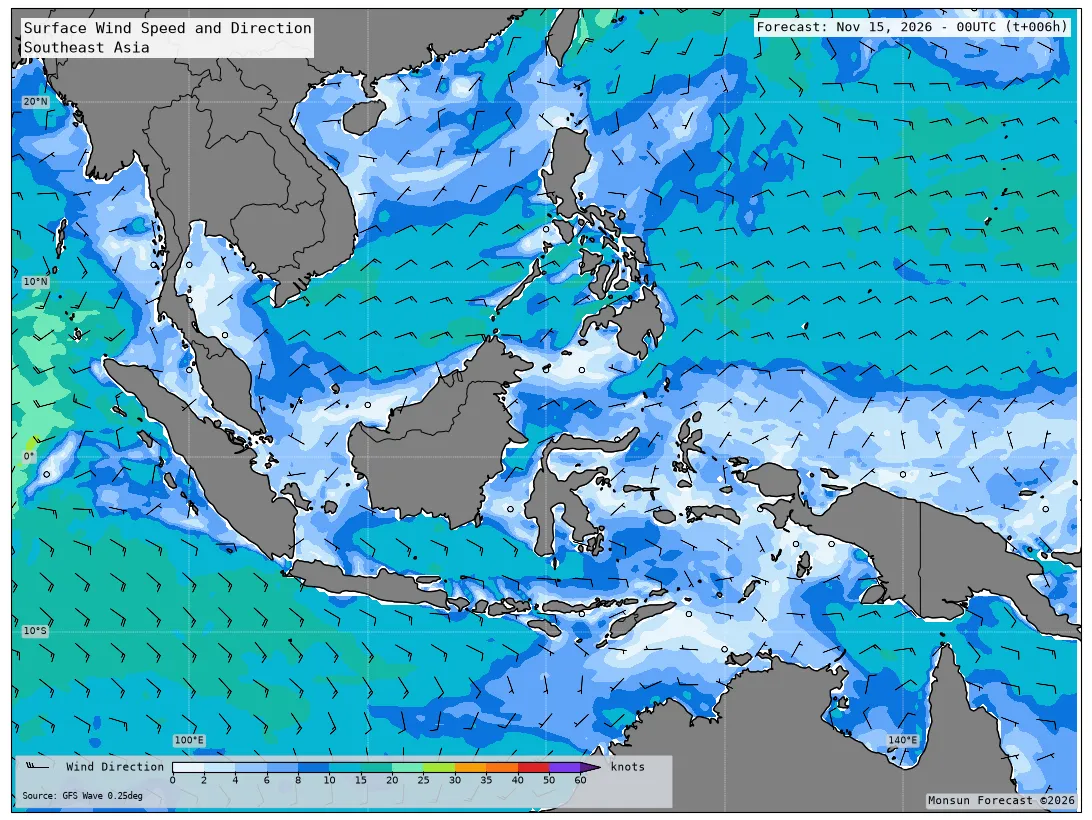 Surface Wind Speed and Direction
Southeast Asia
Forecast: Nov 15, 2026 - 00UTC (t+006h)
20°N
10°N
0°
10°S
100°E
140°E
Wind Direction
knots
0 2 4 6 8 10 15 20 25 30 35 40 50 60
Source: GFS Wave 0.25deg
Monsun Forecast ©2026